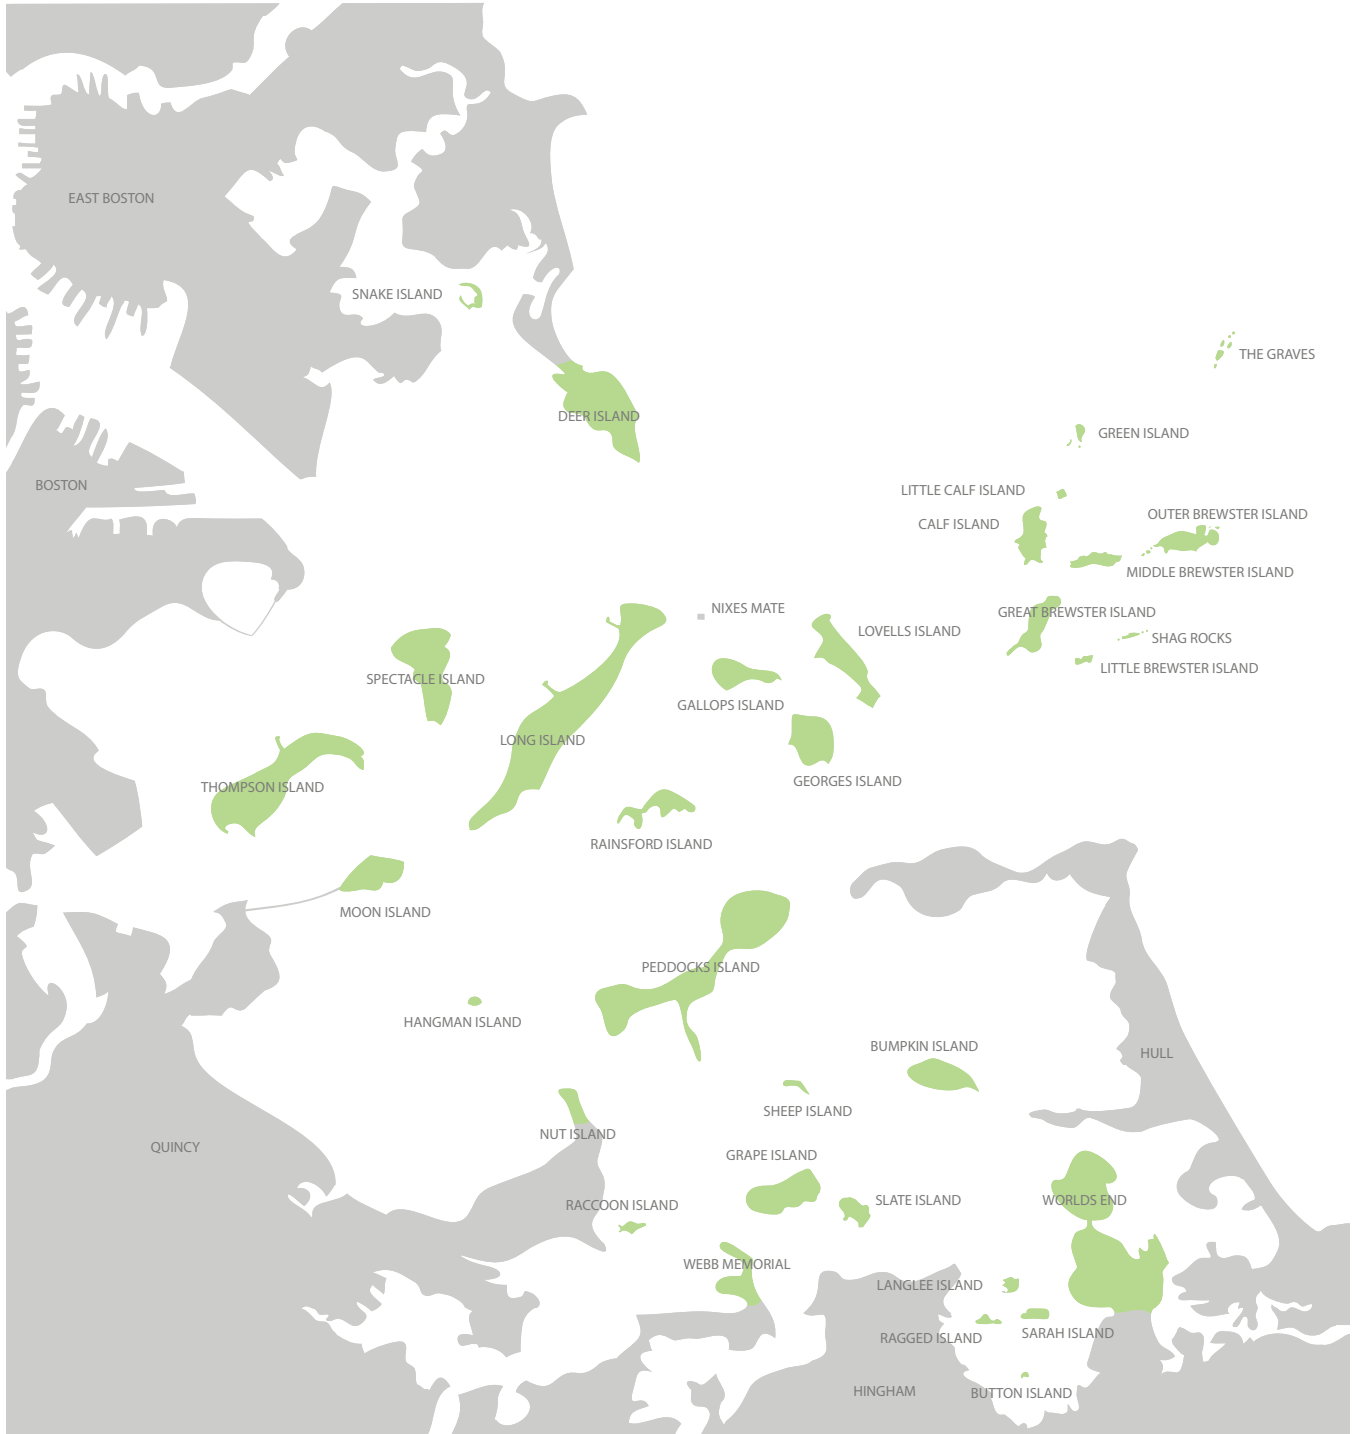 EAST BOSTON
SNAKE ISLAND
THE GRAVES
DEER ISLAND
GREEN ISLAND
BOSTON
LITTLE CALF ISLAND
OUTER BREWSTER ISLAND
CALF ISLAND
MIDDLE BREWSTER ISLAND
NIXES MATE
GREAT BREWSTER ISLAND
LOVELLS ISLAND
SHAG ROCKS
LITTLE BREWSTER ISLAND
SPECTACLE ISLAND
GALLOPS ISLAND
LONG ISLAND
GEORGES ISLAND
THOMPSON ISLAND
RAINSFORD ISLAND
MOON ISLAND
PEDDOCKS ISLAND
HANGMAN ISLAND
BUMPKIN ISLAND
HULL
SHEEP ISLAND
NUT ISLAND
QUINCY
GRAPE ISLAND
SLATE ISLAND
WORLDS END
RACCOON ISLAND
WEBB MEMORIAL
LANGLEE ISLAND
SARAH ISLAND
RAGGED ISLAND
HINGHAM
BUTTON ISLAND